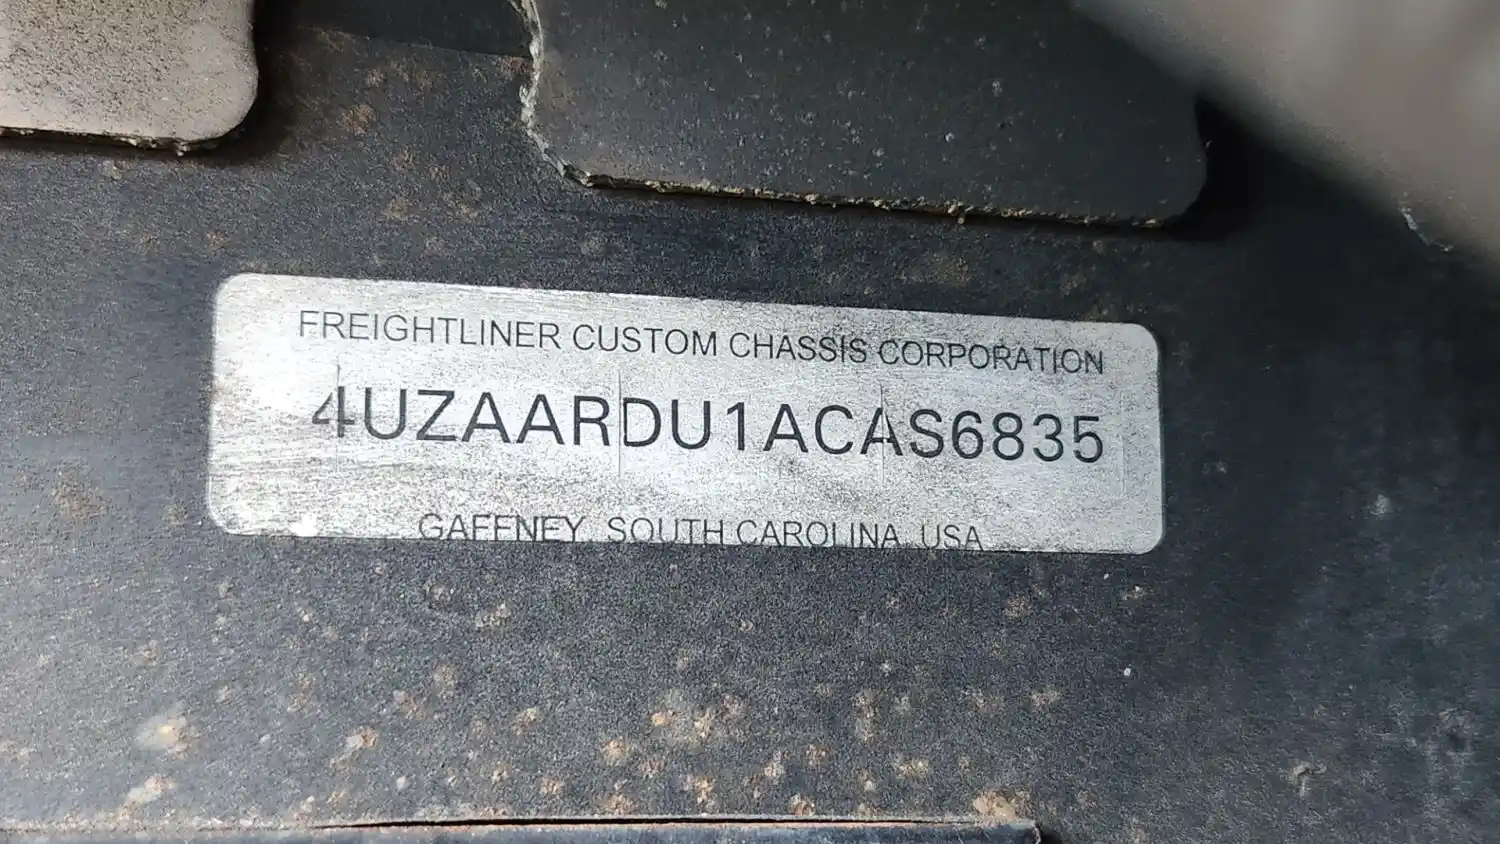 FREIGHTLINER CUSTOM CHASSIS CORPORATION
4UZAARDU1ACAS6835
GAFFNEY, SOUTH CAROLINA, USA